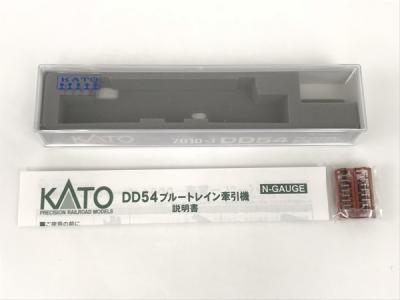 KATO
7010-1 DD54
KATO
PRECISION RAILROAD MODELS
DD54ブルートレイン牽引機
説明書
N-GAUGE
■ご使用の前に